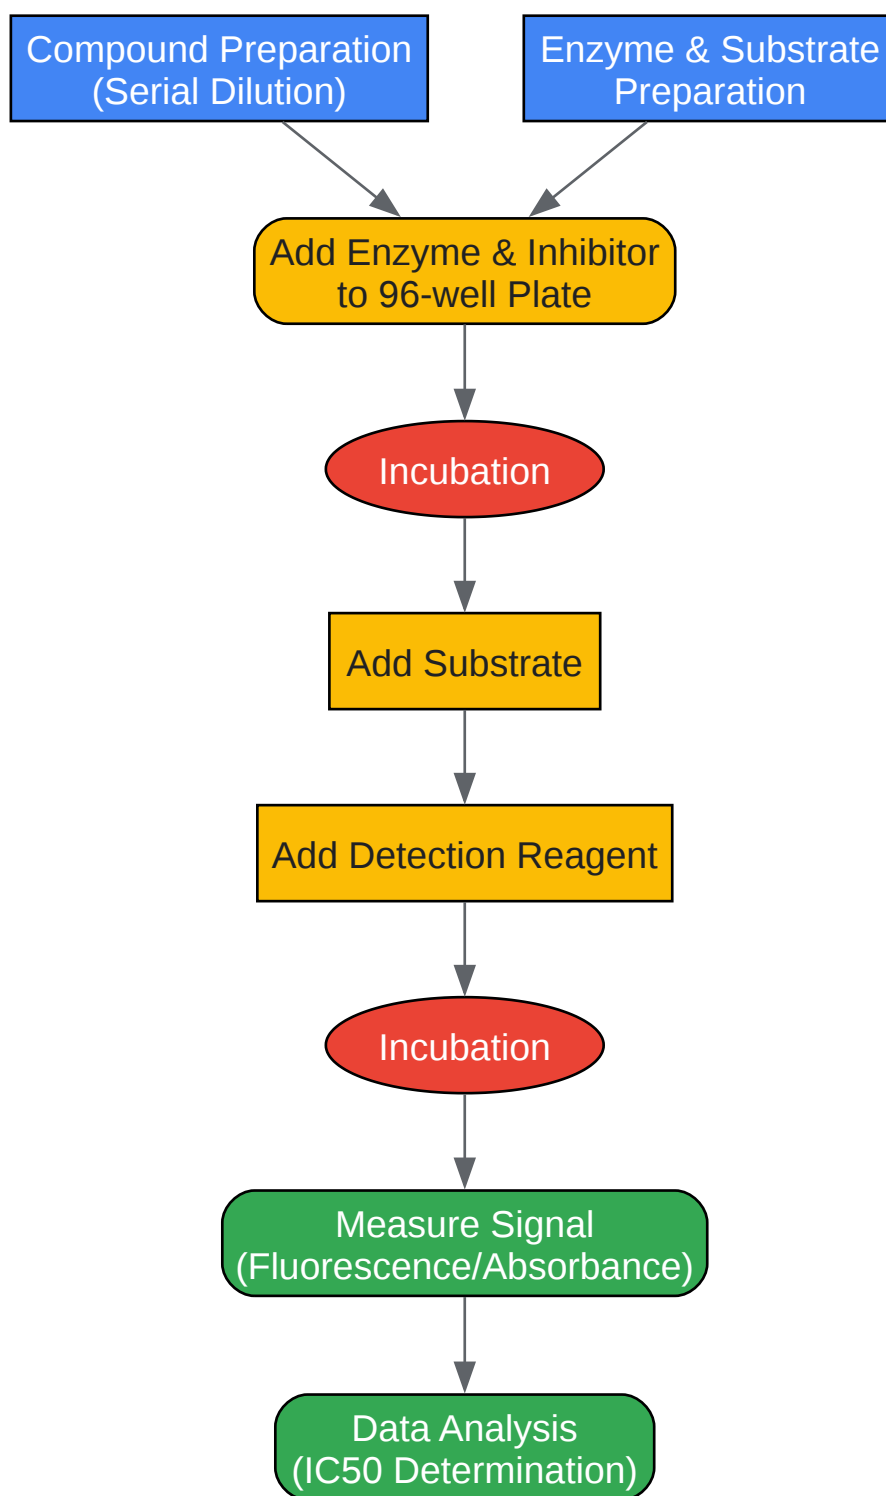 Compound Preparation
(Serial Dilution)
Enzyme & Substrate
Preparation
Add Enzyme & Inhibitor
to 96-well Plate
Incubation
Add Substrate
Add Detection Reagent
Incubation
Measure Signal
(Fluorescence/Absorbance)
Data Analysis
(IC50 Determination)